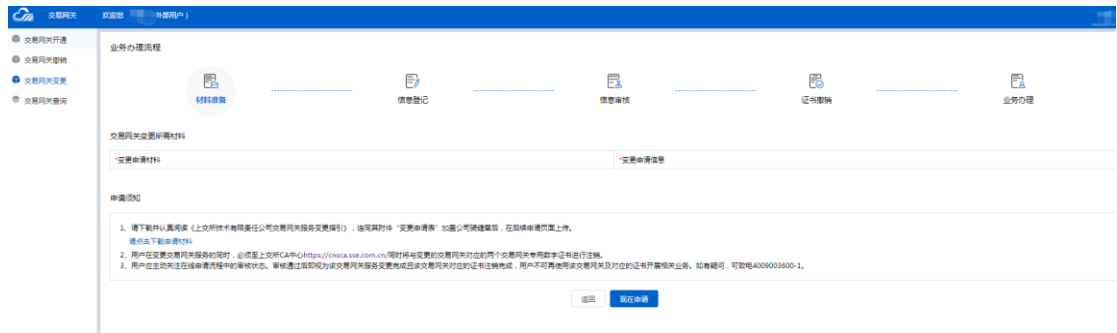 交易网关
欢迎您
外部用户）
交易网关开通
交易网关撤销
交易网关变更
交易网关查询
业务办理流程
材料准备
信息登记
信息审核
证书撤销
业务办理
交易网关变更所需材料
*变更申请材料
*变更申请信息
申请须知
1、请下载并认真阅读《上交所技术有限责任公司交易网关服务变更指引》，连同其附件“变更申请表”加盖公司骑缝章后，在后续申请页面上传。
请点击下载申请材料
2、用户在变更交易网关服务的同时，必须至上交所CA中心https://cnsca.sse.com.cn/同时将与变更的交易网关对应的两个交易网关专用数字证书进行注销。
3、用户应主动关注在线申请流程中的审核状态。审核通过后即视为该交易网关服务变更完成且该交易网关对应的证书注销完成，用户不可再使用该交易网关及对应的证书开展相关业务。如有疑问，可致电4009003600-1。
返回
现在申请